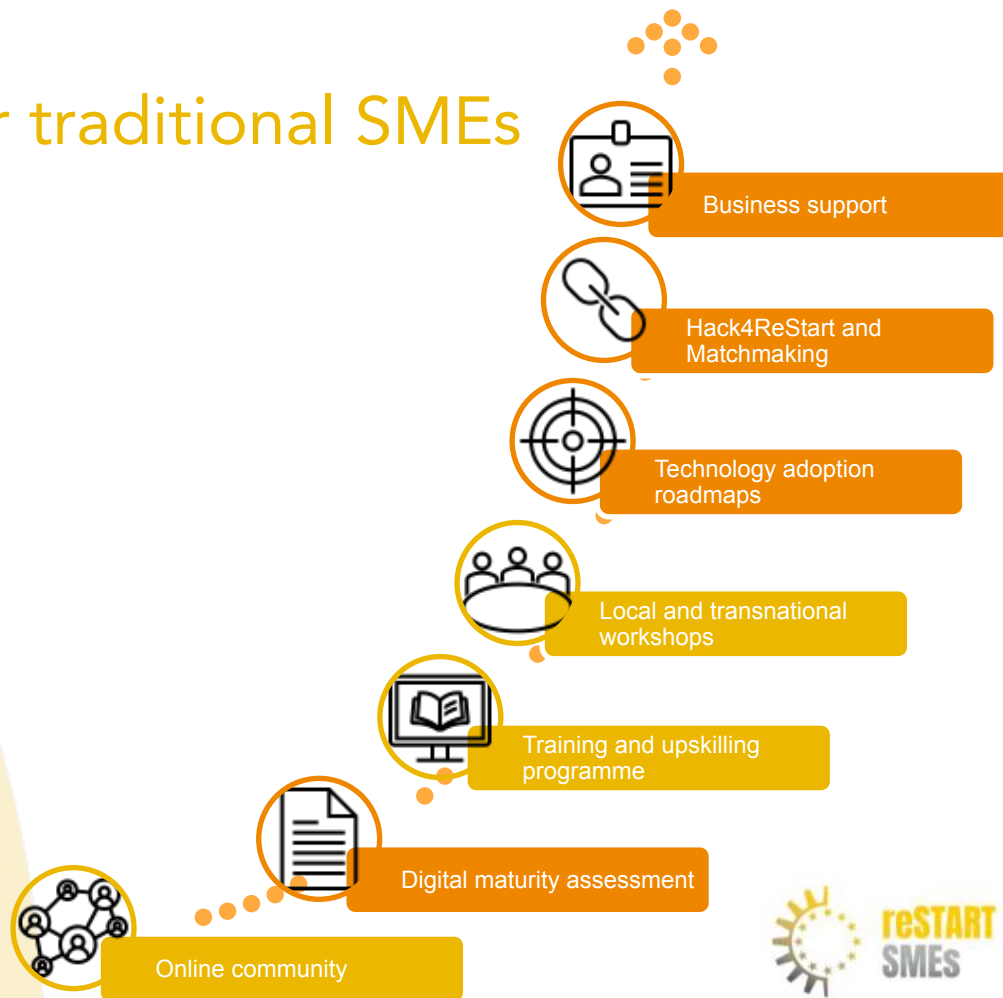 r traditional SMEs
Business support
Hack4ReStart and
Matchmaking
Technology adoption
roadmaps
Local and transnational
workshops
Training and upskilling
programme
Digital maturity assessment
Online community
reSTART
SMEs